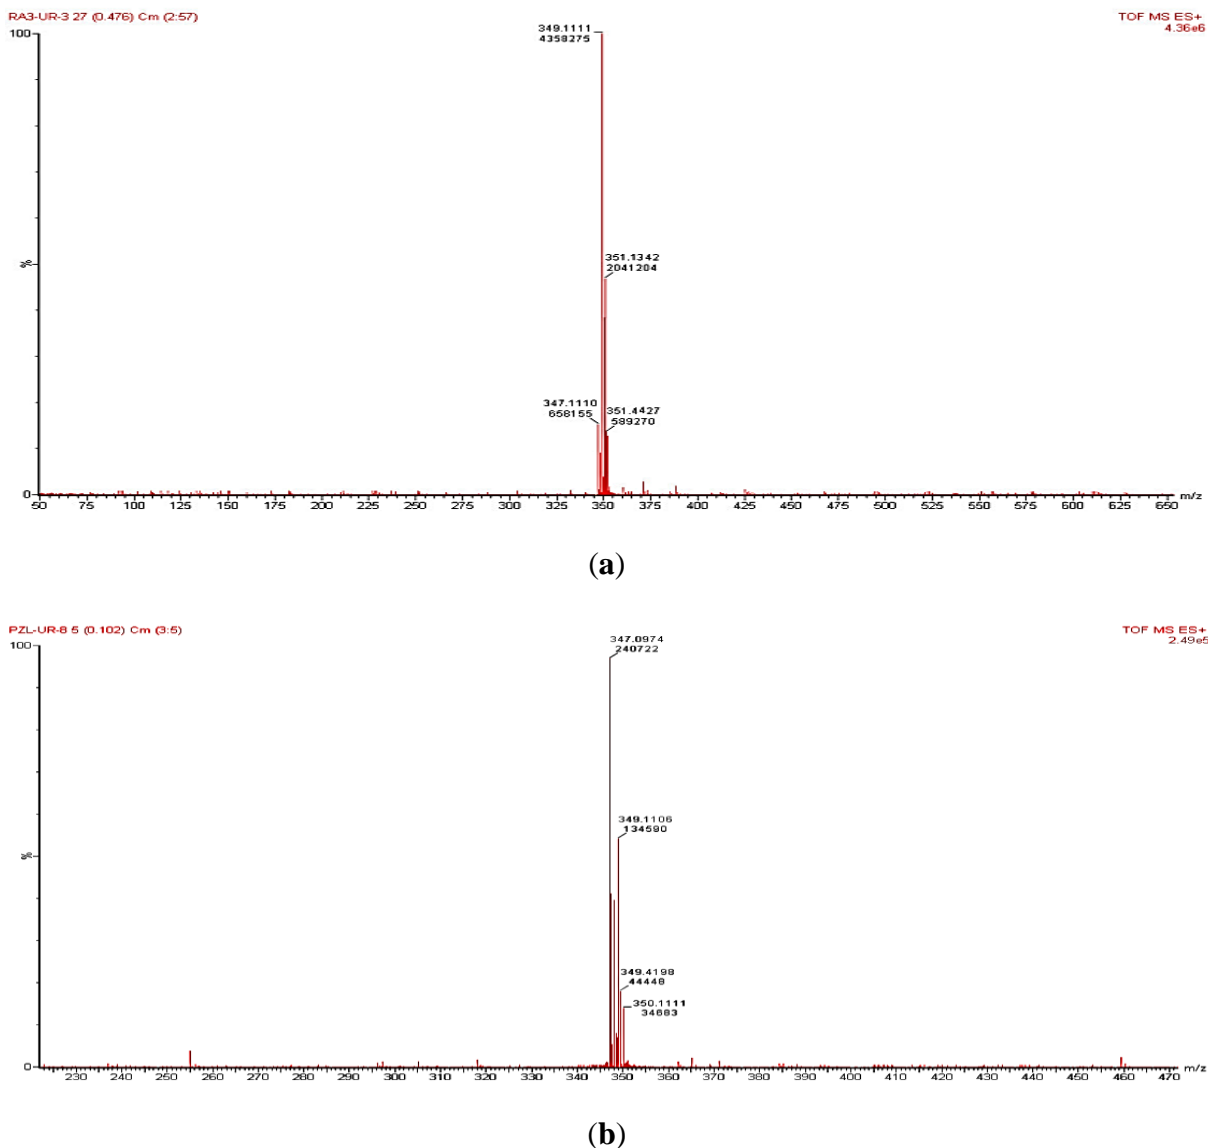 RA3-UR-3 27 (0.476) Cm (2:57)
TOF MS ES+
4.36e6
349.1111
4358275
100
351.1342
2041204
%
347.1110
658155
351.4427
589270
0
50 75 100 125 150 175 200 225 250 275 300 325 350 375 400 425 450 475 500 525 550 575 600 625 650 m/z
(a)
PZL-UR-8 5 (0.102) Cm (3:5)
TOF MS ES+
2.49e5
347.0974
240722
100
349.1106
134590
%
349.4198
44448
350.1111
34683
0
230 240 250 260 270 280 290 300 310 320 330 340 350 360 370 380 390 400 410 420 430 440 450 460 470 m/z
(b)